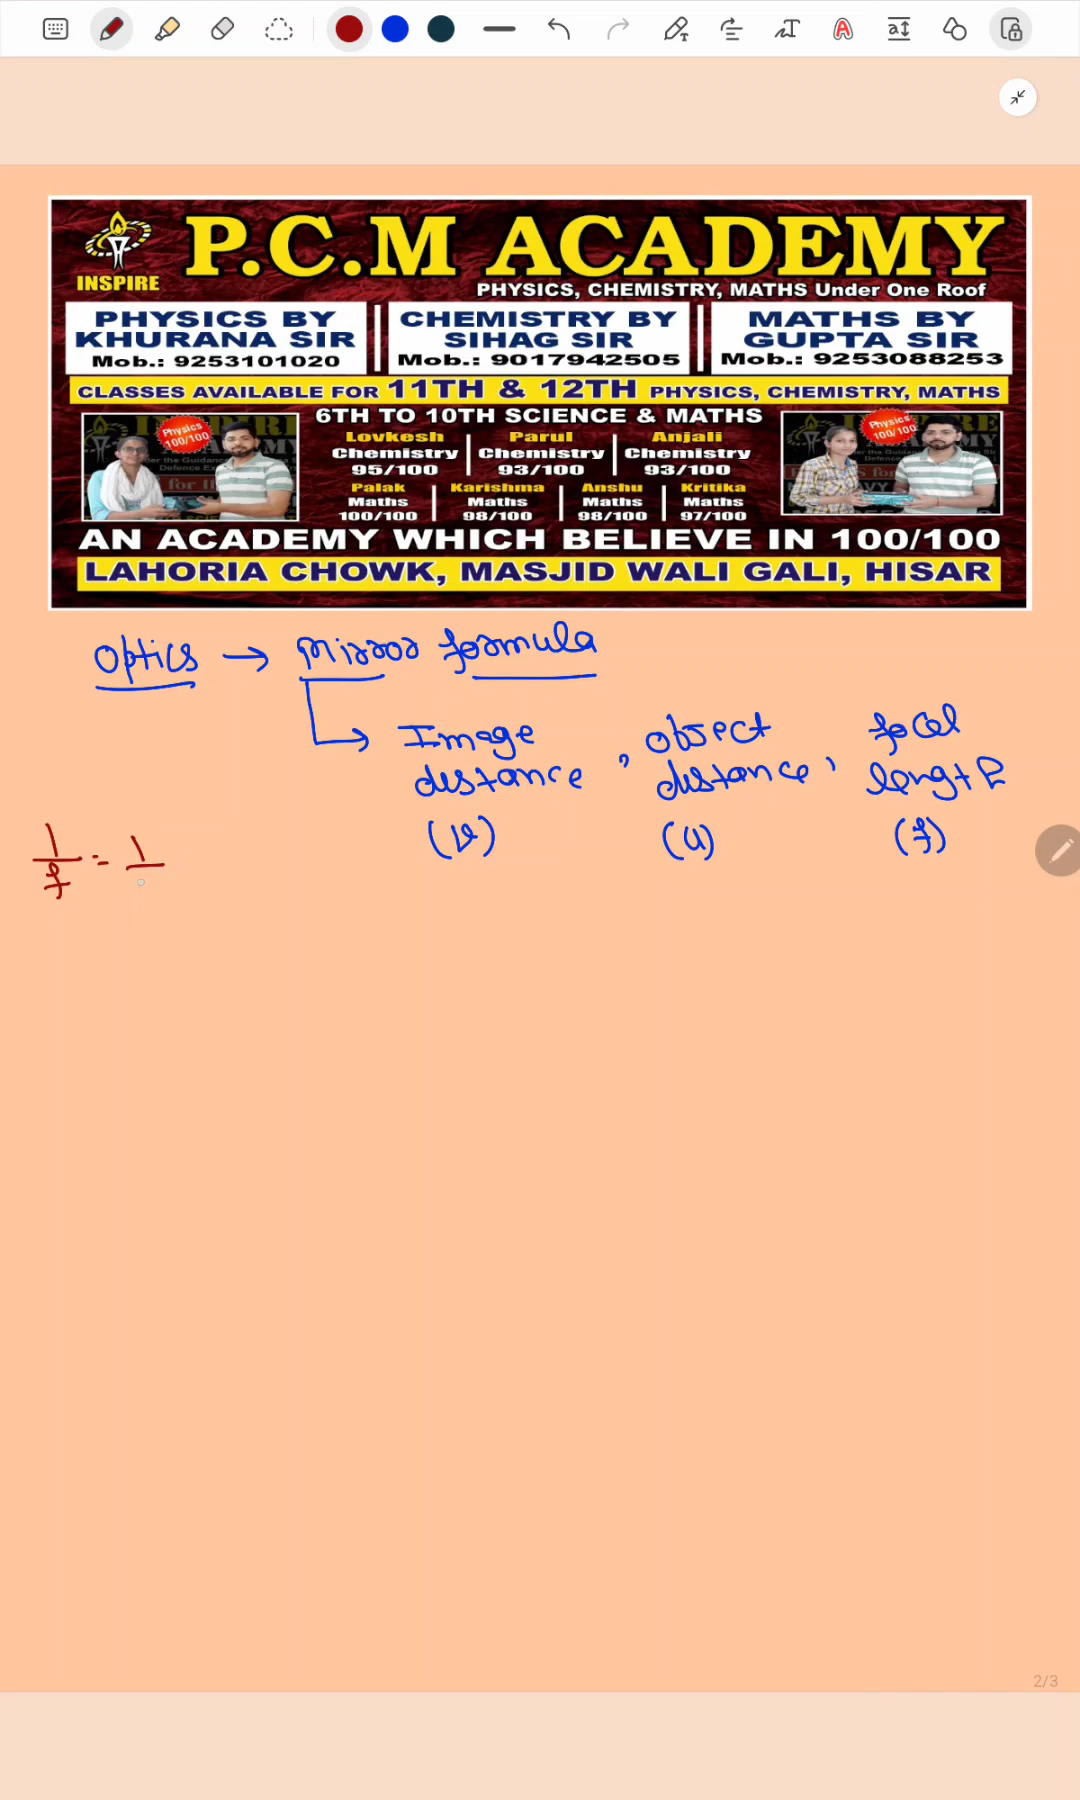 INSPIRE
P.C.M ACADEMY
PHYSICS, CHEMISTRY, MATHS Under One Roof
PHYSICS BY KHURANA SIR Mob.: 9253101020
CHEMISTRY BY SIHAG SIR Mob.: 9017942505
MATHS BY GUPTA SIR Mob.: 9253088253
CLASSES AVAILABLE FOR 11TH & 12TH PHYSICS, CHEMISTRY, MATHS
6TH TO 10TH SCIENCE & MATHS
Physics 100/100
Lovkesh Chemistry 95/100
Parul Chemistry 93/100
Anjali Chemistry 93/100
Physics 100/100
Palak Maths 100/100
Karishma Maths 98/100
Anshu Maths 98/100
Kritika Maths 97/100
AN ACADEMY WHICH BELIEVE IN 100/100
LAHORIA CHOWK, MASJID WALI GALI, HISAR
Optics → Mirror formula
Image distance, object distance, focal length
(v) (u) (f)
1/f = 1/
2/3